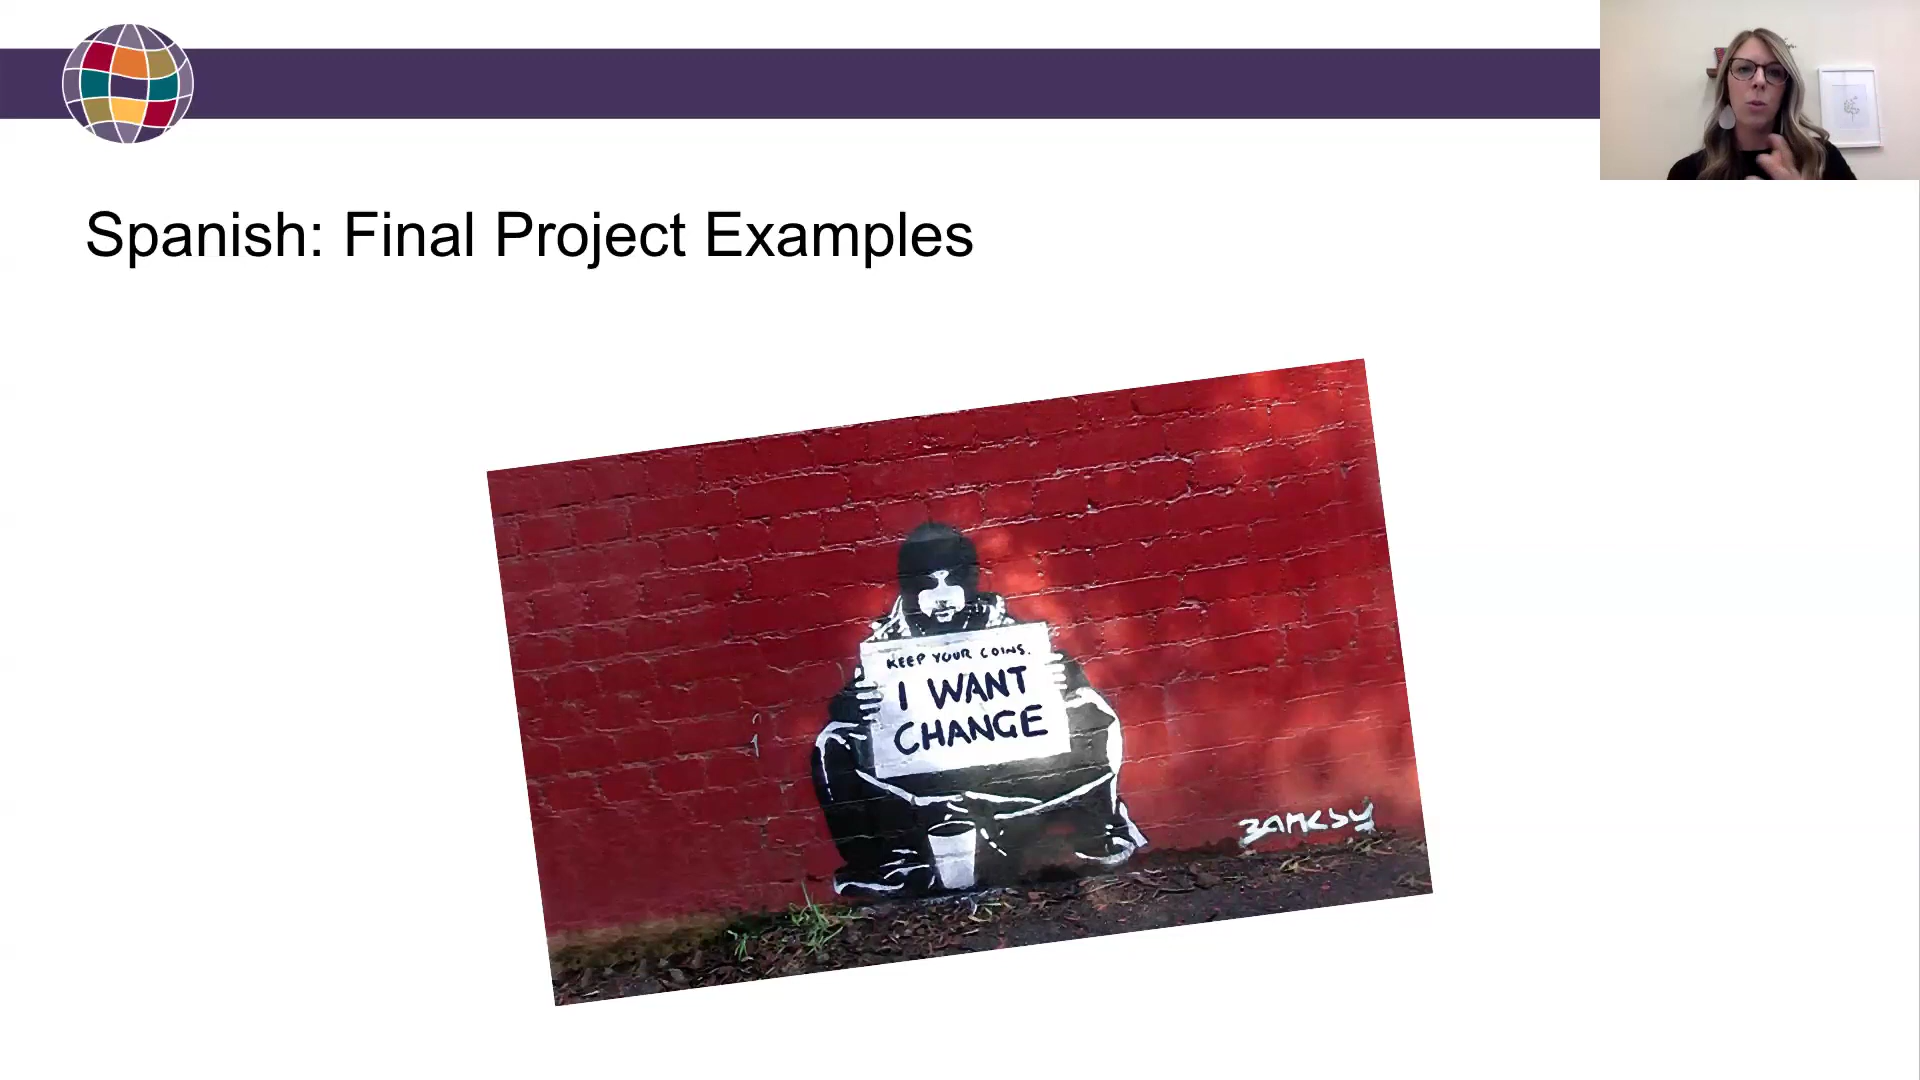 Spanish: Final Project Examples
KEEP YOUR COINS.
I WANT
CHANGE
BANKSY